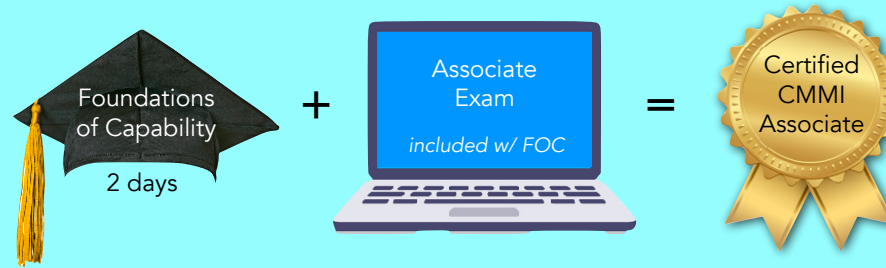 Foundations
of Capability
2 days
+
Associate
Exam
included w/ FOC
=
Certified
CMMI
Associate